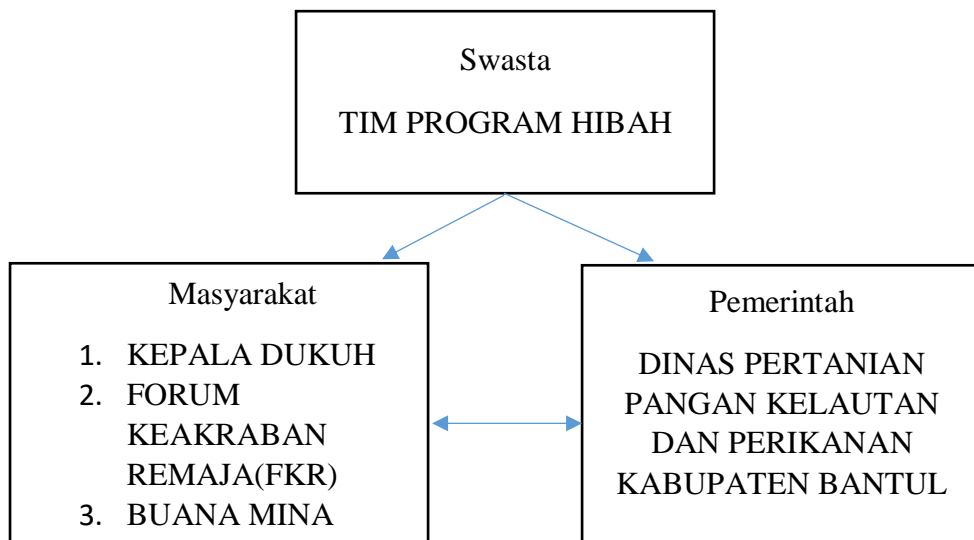 Swasta
TIM PROGRAM HIBAH
Masyarakat
1. KEPALA DUKUH
2. FORUM
KEAKRABAN
REMAJA(FKR)
3. BUANA MINA
Pemerintah
DINAS PERTANIAN
PANGAN KELAUTAN
DAN PERIKANAN
KABUPATEN BANTUL